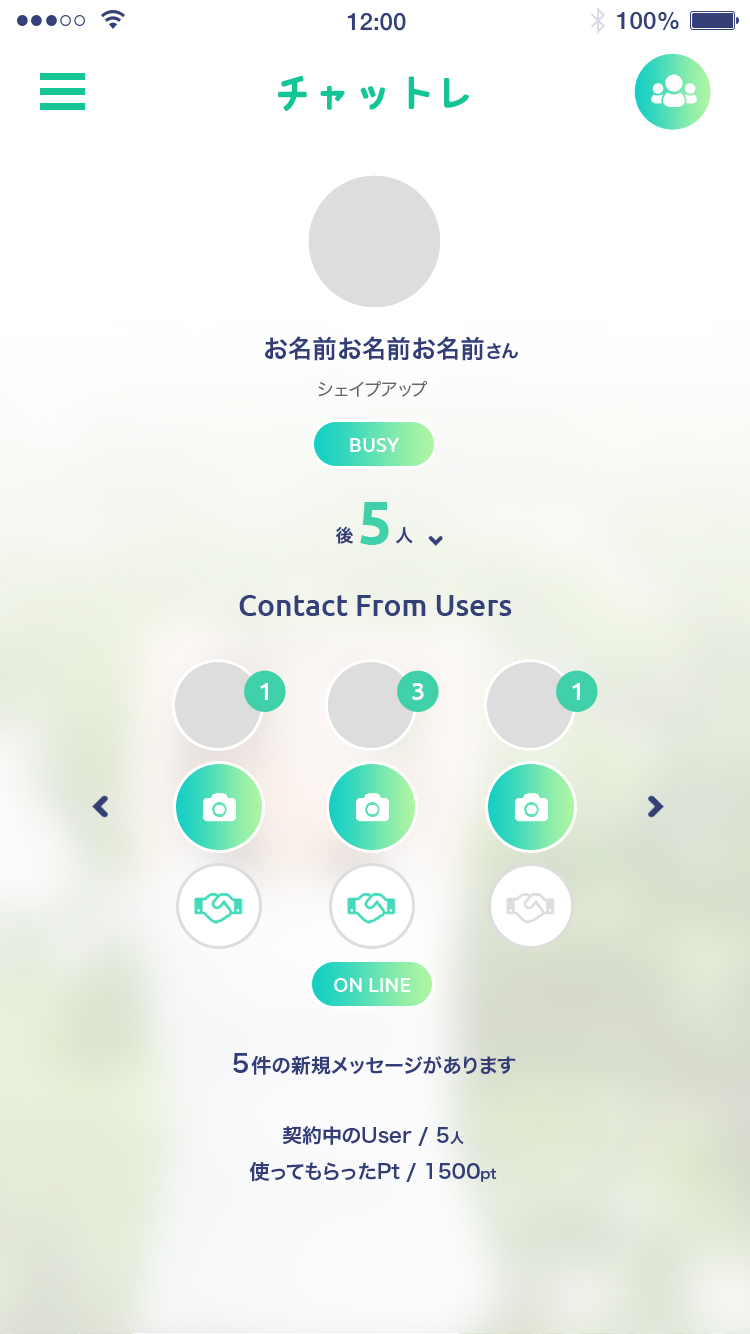 12:00
100%
チャットレ
お名前お名前お名前さん
シェイプアップ
BUSY
後5人
Contact From Users
1 3 1
ON LINE
5件の新規メッセージがあります
契約中のUser / 5人
使ってもらったPt / 1500pt